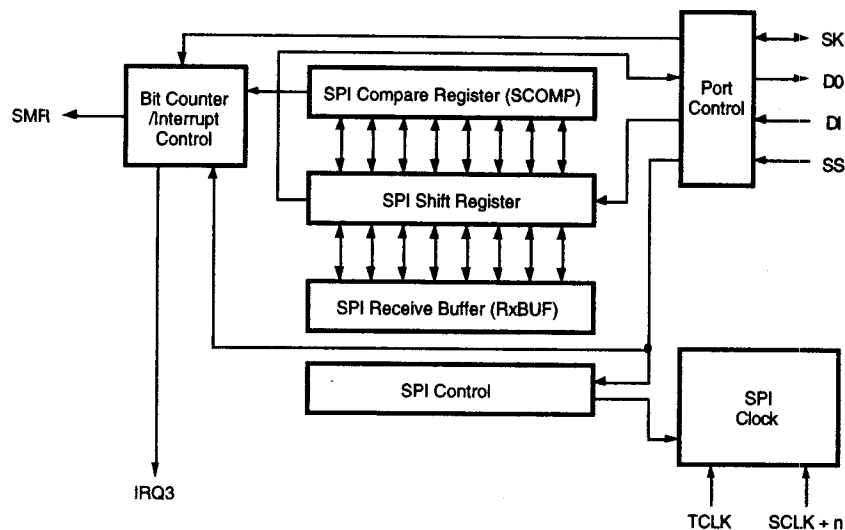 SK
D0
DI
SS
Port
Control
SPI Compare Register (SCOMP)
Bit Counter
/Interrupt
Control
SMR
SPI Shift Register
SPI Receive Buffer (RxBUF)
SPI Control
SPI
Clock
IRQ3
TCLK
SCLK + n